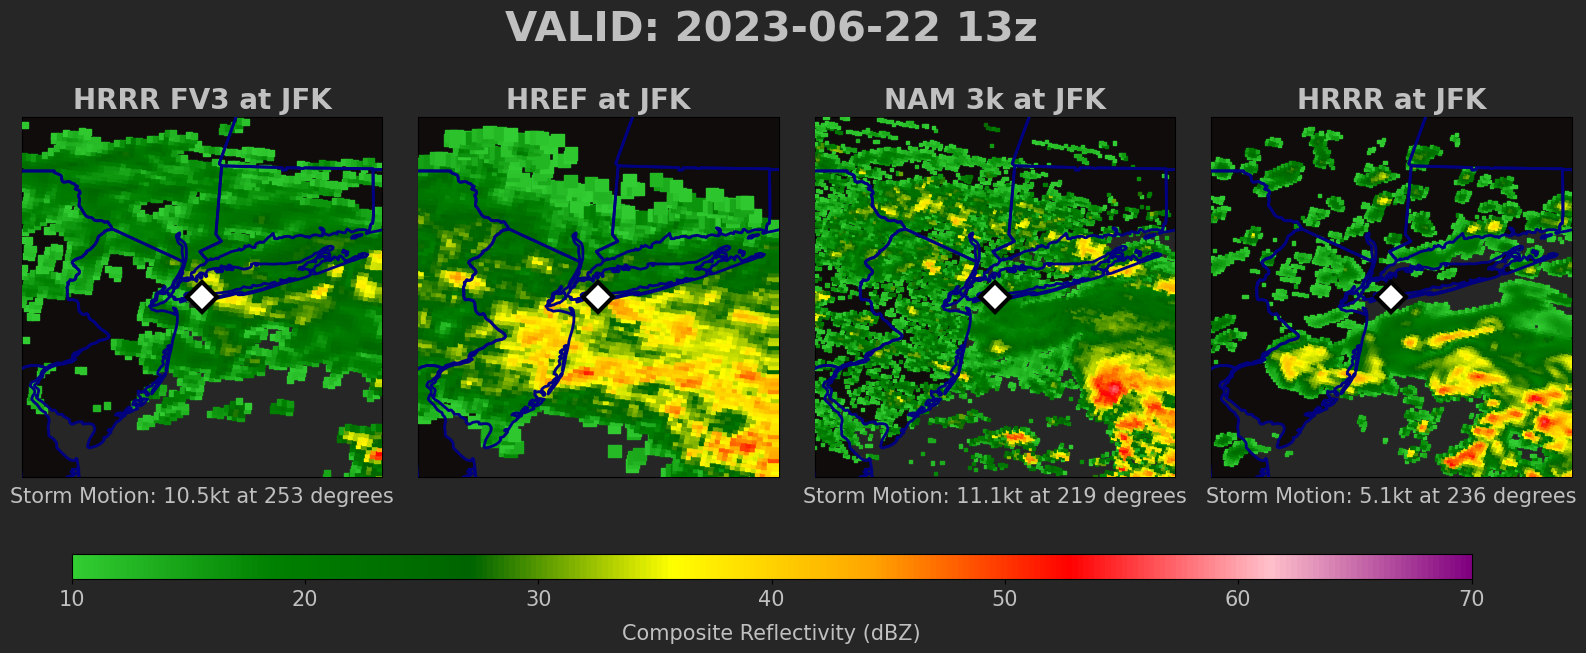 VALID: 2023-06-22 13z
HRRR FV3 at JFK
HREF at JFK
NAM 3k at JFK
HRRR at JFK
Storm Motion: 10.5kt at 253 degrees
Storm Motion: 11.1kt at 219 degrees
Storm Motion: 5.1kt at 236 degrees
10 20 30 40 50 60 70
Composite Reflectivity (dBZ)